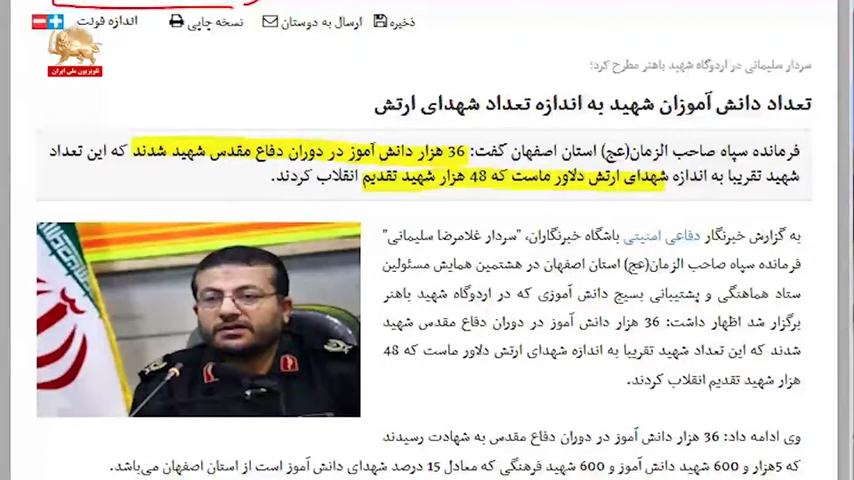 ذخیره ارسال به دوستان نسخه چاپی اندازه فونت
تلویزیون ملی ایران
سردار سلیمانی در اردوگاه شهید باهنر مطرح کرد؛
تعداد دانش آموزان شهید به اندازه تعداد شهدای ارتش
فرمانده سپاه صاحب الزمان(عج) استان اصفهان گفت: 36 هزار دانش آموز در دوران دفاع مقدس شهید شدند که این تعداد
شهید تقریبا به اندازه شهدای ارتش دلاور ماست که 48 هزار شهید تقدیم انقلاب کردند.
به گزارش خبرنگار دفاعی امنیتی باشگاه خبرنگاران، "سردار غلامرضا سلیمانی"
فرمانده سپاه صاحب الزمان(عج) استان اصفهان در هشتمین همایش مسئولین
ستاد هماهنگی و پشتیبانی بسیج دانش آموزی که در اردوگاه شهید باهنر
برگزار شد اظهار داشت: 36 هزار دانش آموز در دوران دفاع مقدس شهید
شدند که این تعداد شهید تقریبا به اندازه شهدای ارتش دلاور ماست که 48
هزار شهید تقدیم انقلاب کردند.
وی ادامه داد: 36 هزار دانش آموز در دوران دفاع مقدس به شهادت رسیدند
که 5هزار و 600 شهید دانش آموز و 600 شهید فرهنگی که معادل 15 درصد شهدای دانش آموز است از استان اصفهان می‌باشد.